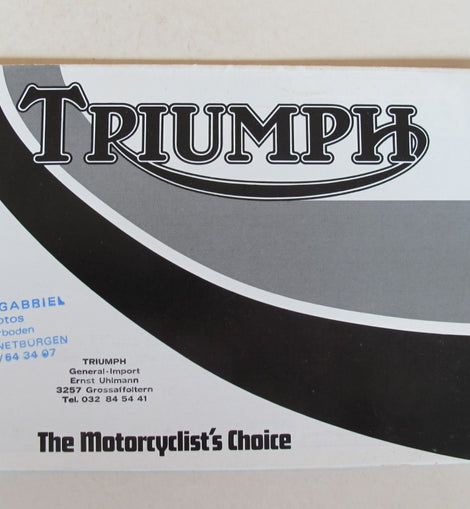 TRIUMPH
GABRIEL
otos
rboden
NETBÜRGEN
/64 34 97
TRIUMPH
General-Import
Ernst Uhlmann
3257 Grossaffoltern
Tel. 032 84 54 41
The Motorcyclist's Choice